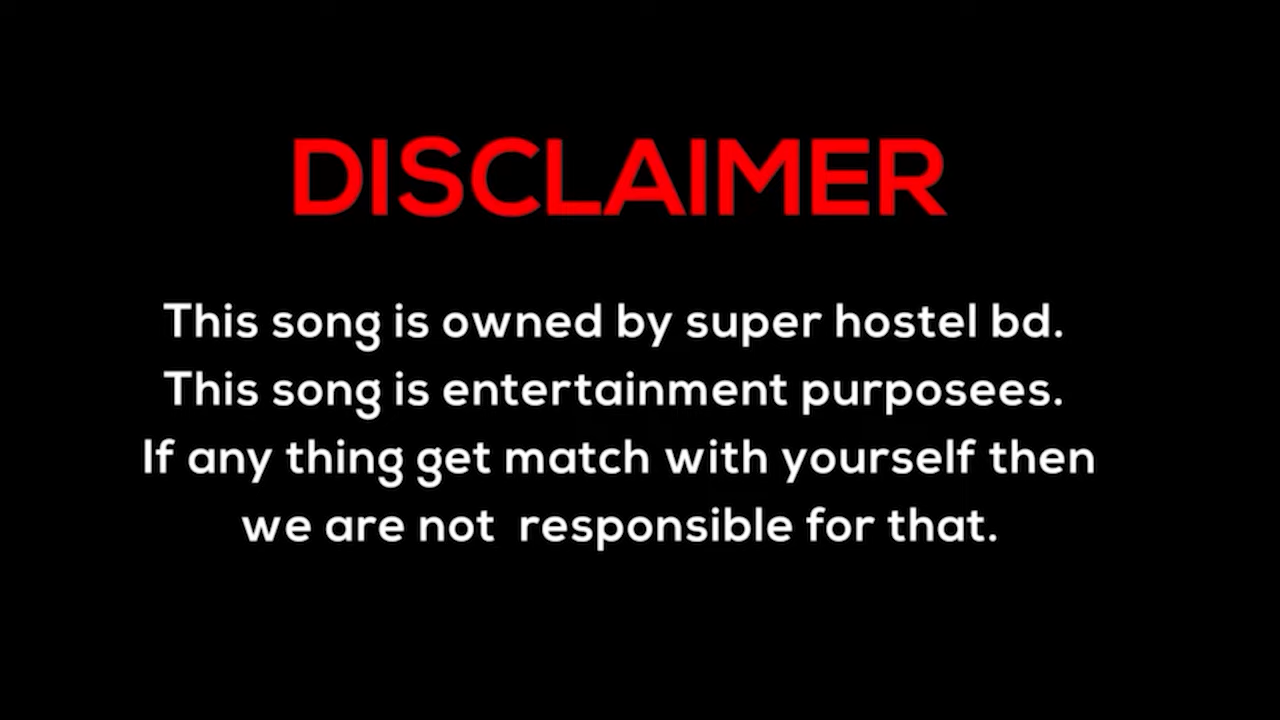 DISCLAIMER
This song is owned by super hostel bd.
This song is entertainment purposees.
If any thing get match with yourself then
we are not responsible for that.